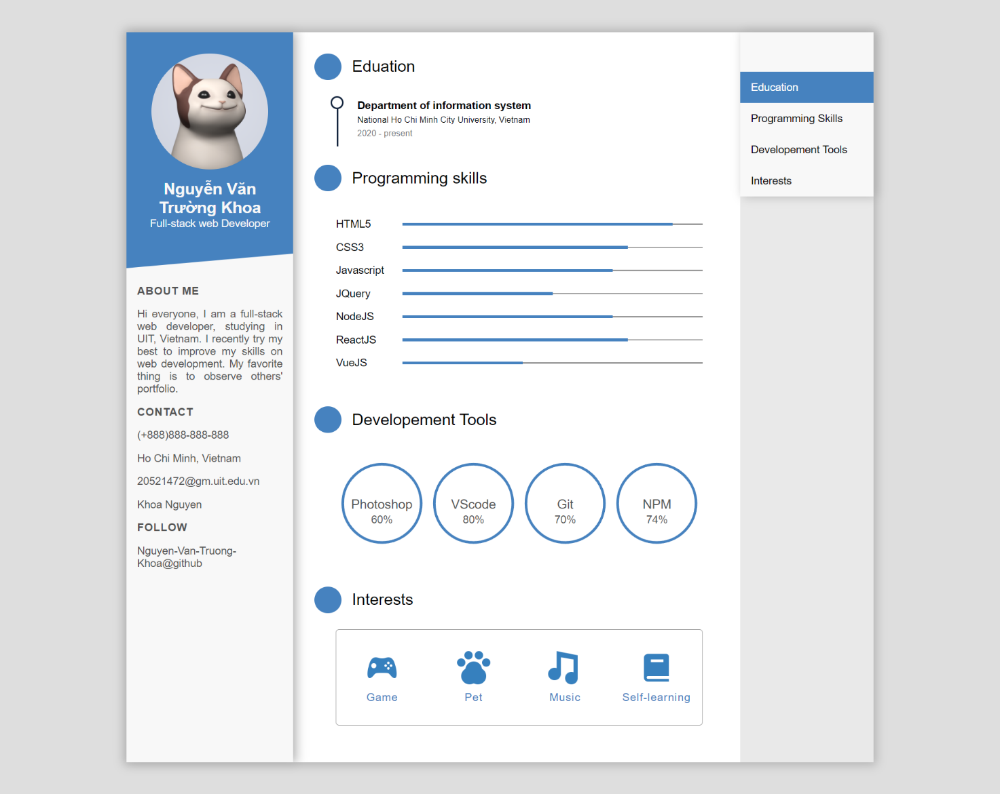 Nguyễn Văn
Trường Khoa
Full-stack web Developer
ABOUT ME
Hi everyone, I am a full-stack
web developer, studying in
UIT, Vietnam. I recently try my
best to improve my skills on
web development. My favorite
thing is to observe others'
portfolio.
CONTACT
(+888)888-888-888
Ho Chi Minh, Vietnam
20521472@gm.uit.edu.vn
Khoa Nguyen
FOLLOW
Nguyen-Van-Truong-
Khoa@github
Eduation
Department of information system
National Ho Chi Minh City University, Vietnam
2020 - present
Programming skills
HTML5
CSS3
Javascript
JQuery
NodeJS
ReactJS
VueJS
Developement Tools
Photoshop
60%
VScode
80%
Git
70%
NPM
74%
Interests
Game
Pet
Music
Self-learning
Education
Programming Skills
Developement Tools
Interests